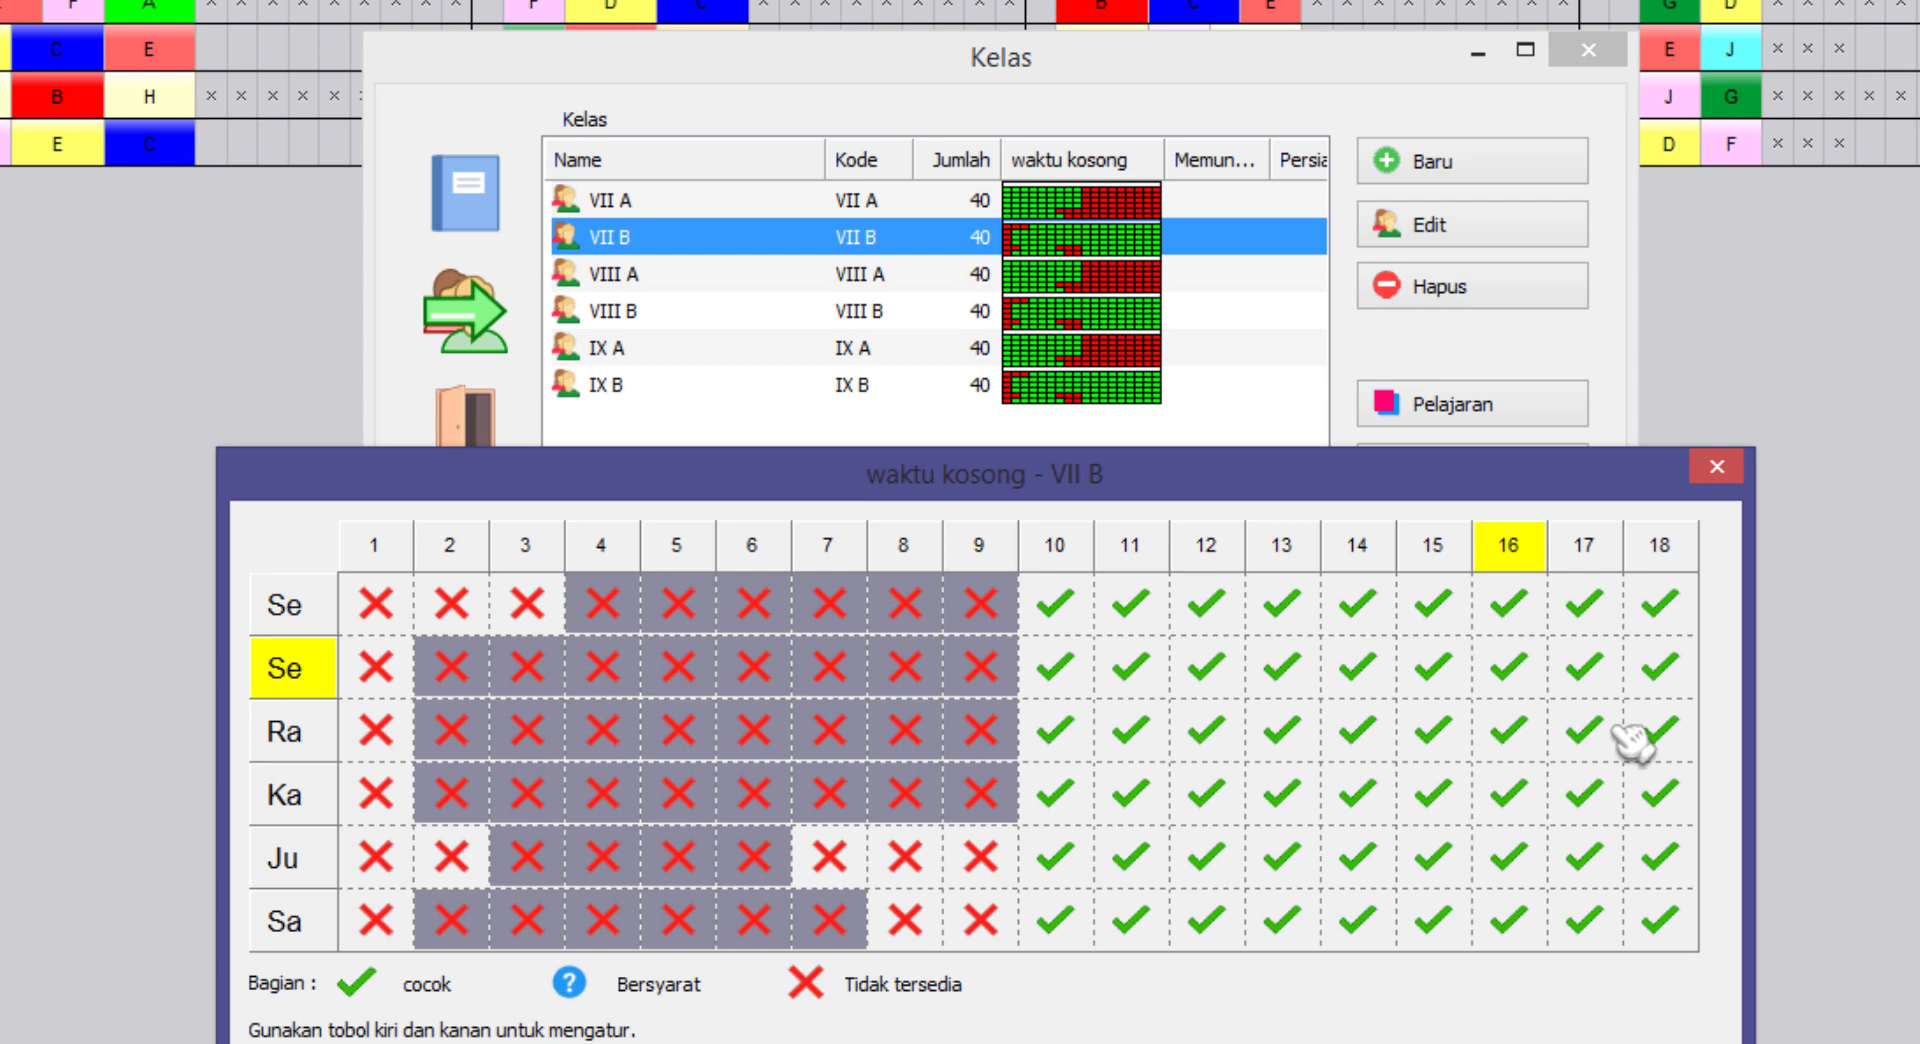 F A × × × × × F D C × × × × × × × × B C E × × × × × × × × × G D × × × × ×
C E
E J × × ×
B H × × × × ×
J G × × × × ×
E C
D F × × ×
Kelas
Kelas
Name Kode Jumlah waktu kosong Memun... Persia
VII A VII A 40
VII B VII B 40
VIII A VIII A 40
VIII B VIII B 40
IX A IX A 40
IX B IX B 40
Baru
Edit
Hapus
Pelajaran
waktu kosong - VII B
1 2 3 4 5 6 7 8 9 10 11 12 13 14 15 16 17 18
Se
Se
Ra
Ka
Ju
Sa
Bagian : cocok ? Bersyarat Tidak tersedia
Gunakan tobol kiri dan kanan untuk mengatur.